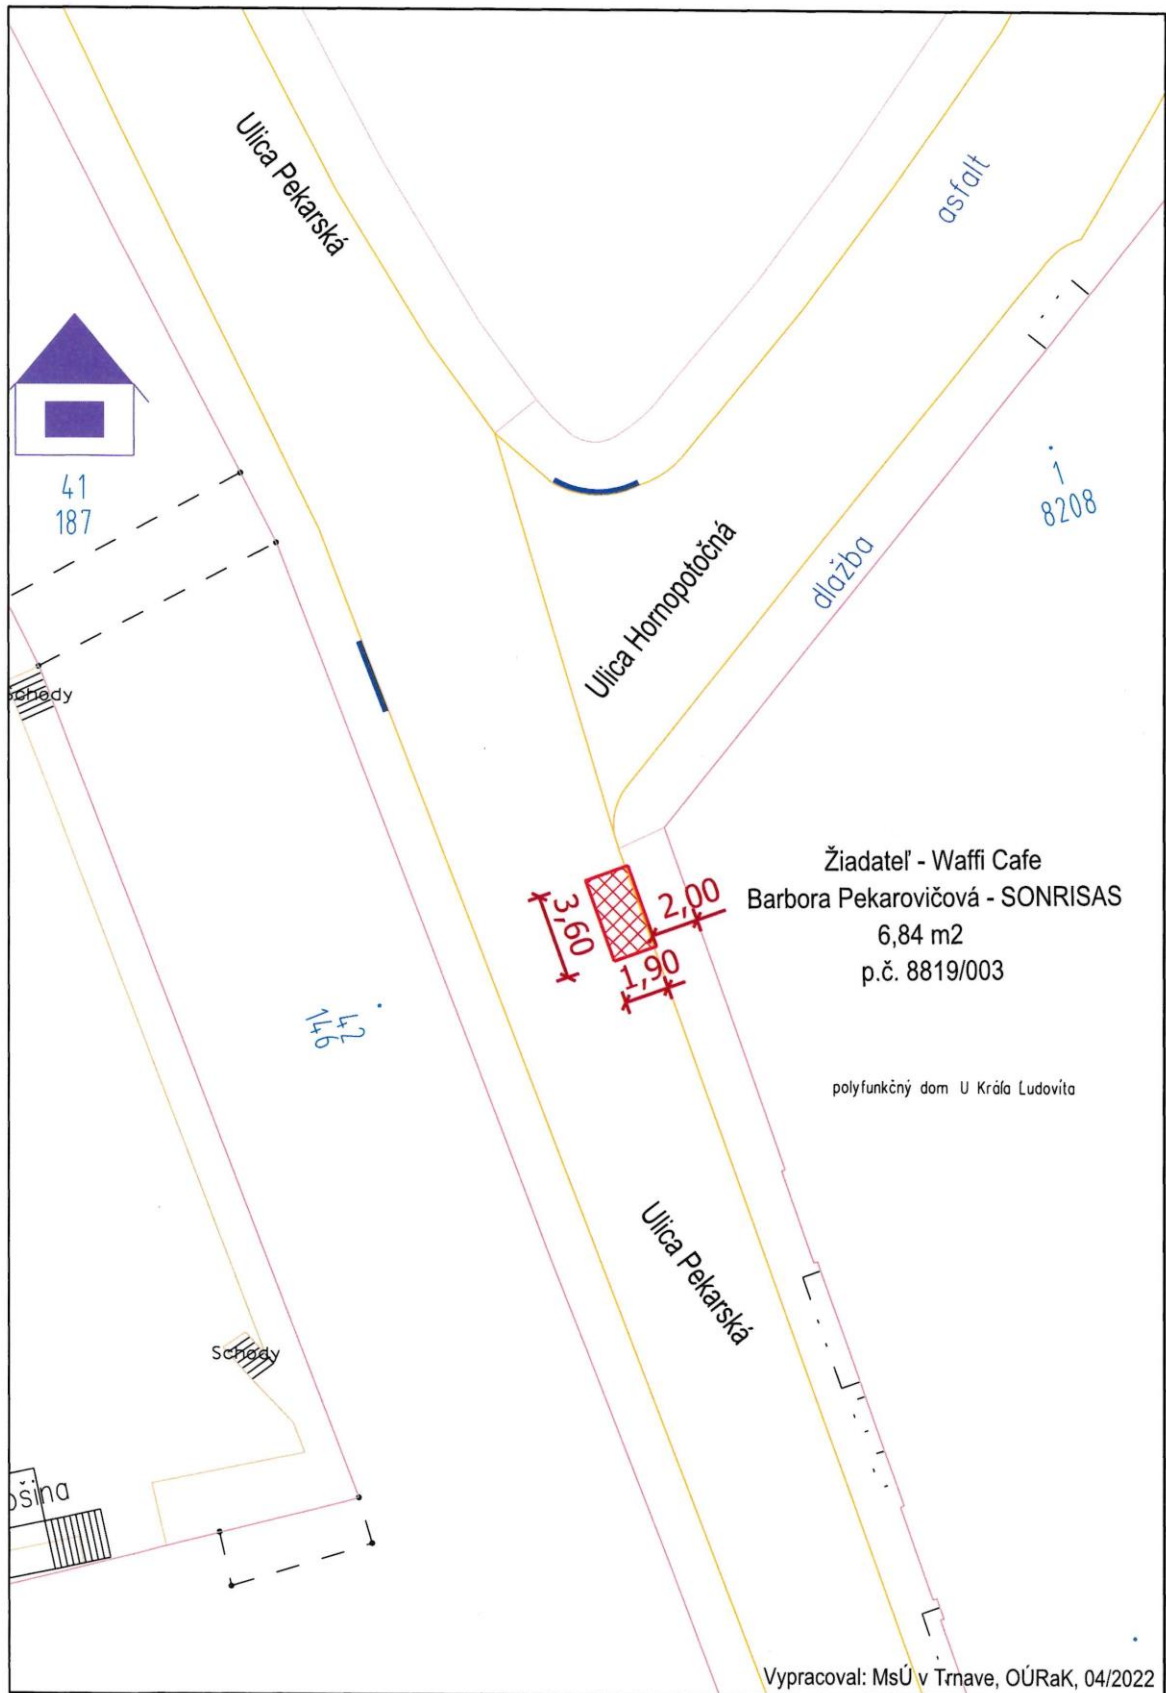 Ulica Pekarská
asfalt
41
187
1
8208
dlažba
Ulica Hornopotočná
Schody
Žiadateľ - Waffi Cafe
Barbora Pekarovičová - SONRISAS
6,84 m2
p.č. 8819/003
2,00
3,60
1,90
42
146
polyfunkčný dom U Kráľa Ľudovíta
Ulica Pekarská
Schody
ošina
Vypracoval: MsÚ v Trnave, OÚRaK, 04/2022